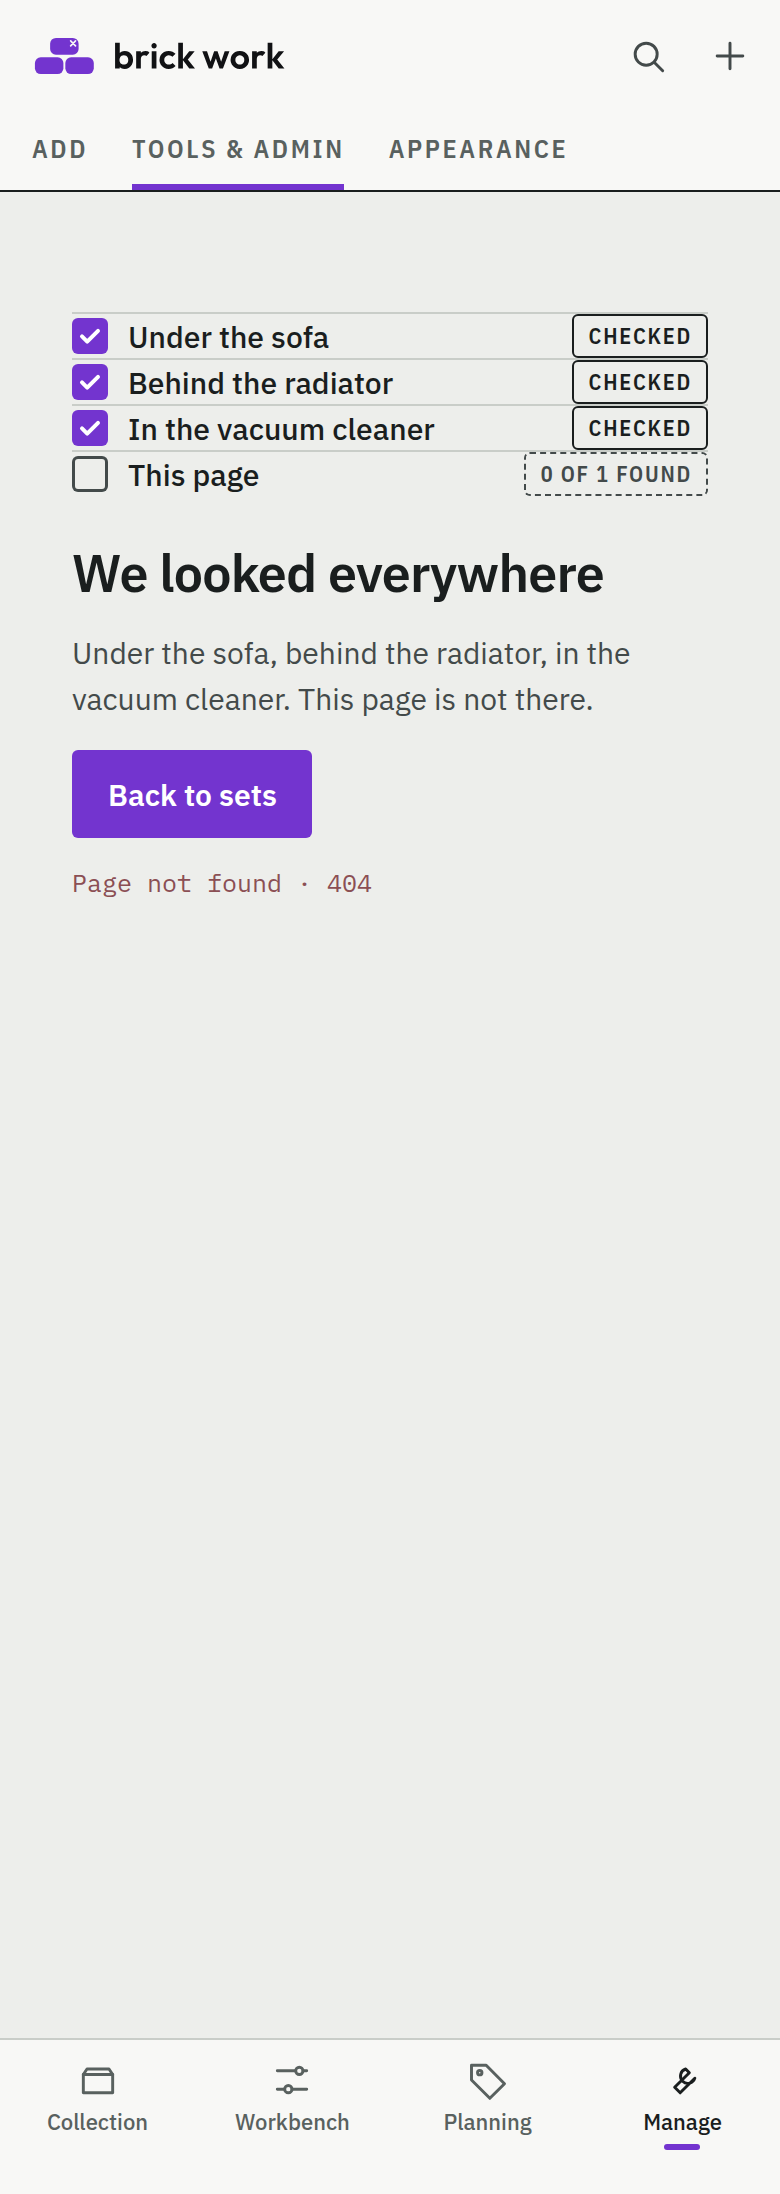 brick work
ADD TOOLS & ADMIN APPEARANCE
Under the sofa CHECKED
Behind the radiator CHECKED
In the vacuum cleaner CHECKED
This page 0 OF 1 FOUND
We looked everywhere
Under the sofa, behind the radiator, in the
vacuum cleaner. This page is not there.
Back to sets
Page not found · 404
Collection Workbench Planning Manage